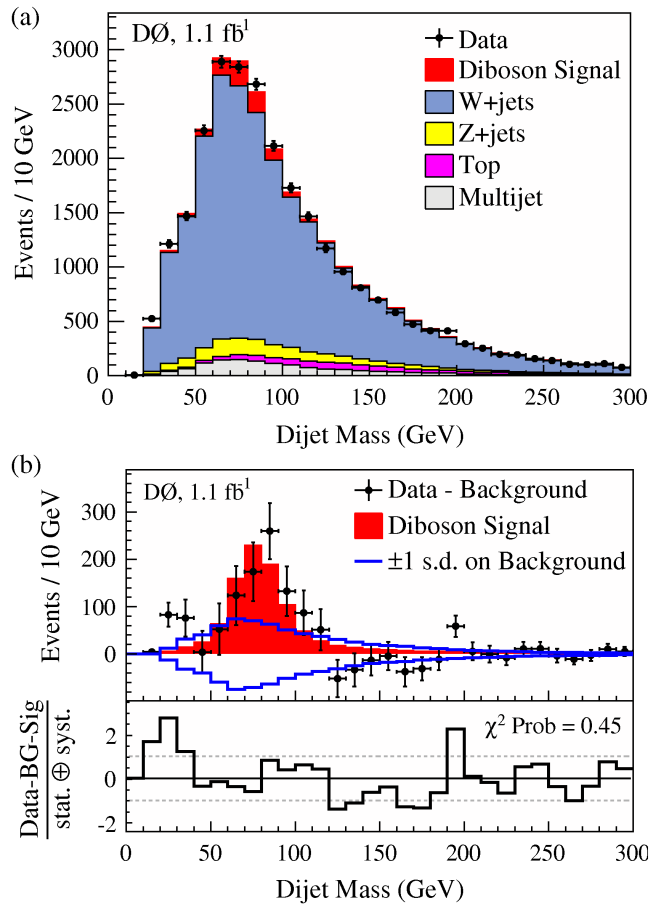 (a)
DØ, 1.1 fb-1
Data
Diboson Signal
W+jets
Z+jets
Top
Multijet
Events / 10 GeV
3000
2500
2000
1500
1000
500
0
0 50 100 150 200 250 300
Dijet Mass (GeV)
(b)
DØ, 1.1 fb-1
Data - Background
Diboson Signal
±1 s.d. on Background
Events / 10 GeV
300
200
100
0
χ2 Prob = 0.45
Data-BG-Sig
stat. ⊕ syst.
2
0
-2
0 50 100 150 200 250 300
Dijet Mass (GeV)